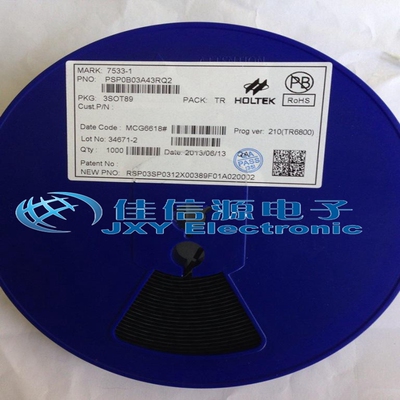 MARK: 7533-1
PNO: PSP0B03A43RQ2
PKG: 3SOT89 PACK: TR HOLTEK
Pb
RoHS
Cust.P/N:
Date Code: MCG6618# Prog ver: 210(TR6800)
Lot No: 34671-2
Q'ty: 1000 Date: 2013/06/13
QRA
PASS
Patent No:
NEW.PNO: RSP03SP0312X00389F01A020002
佳信源电子
JXY Electronic